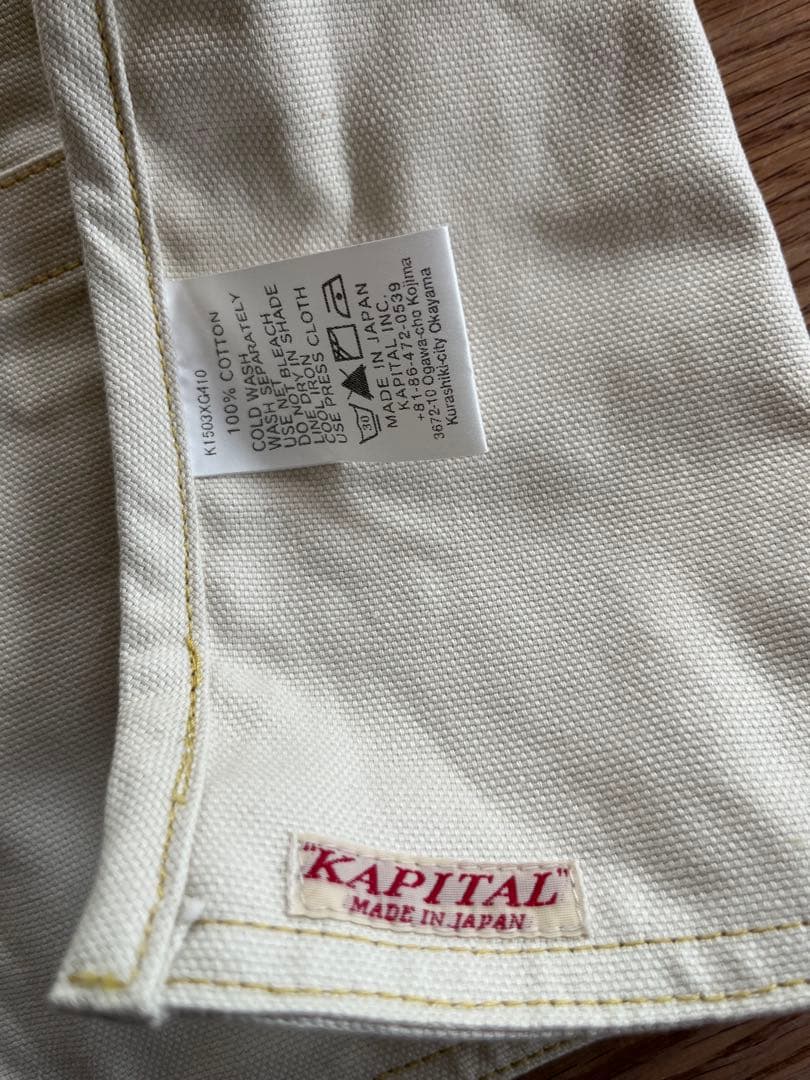 K1503XG410
100% COTTON
COLD WASH
WASH SEPARATELY
USE NET BLEACH
DO NOT
LINE DRY IN SHADE
COOL IRON
USE PRESS CLOTH
30
MADE IN JAPAN
KAPITAL INC.
+81-86-472-0539
3672-10 Ogawa-cho Kojima
Kurashiki-city Okayama
"KAPITAL"
MADE IN JAPAN